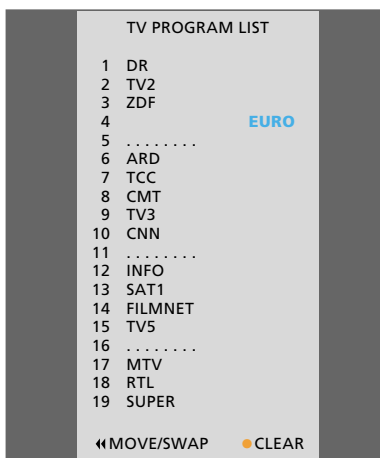 TV PROGRAM LIST
1 DR
2 TV2
3 ZDF
4 EURO
5 . . . . . . . .
6 ARD
7 TCC
8 CMT
9 TV3
10 CNN
11 . . . . . . . .
12 INFO
13 SAT1
14 FILMNET
15 TV5
16 . . . . . . . .
17 MTV
18 RTL
19 SUPER
◂◂MOVE/SWAP ●CLEAR